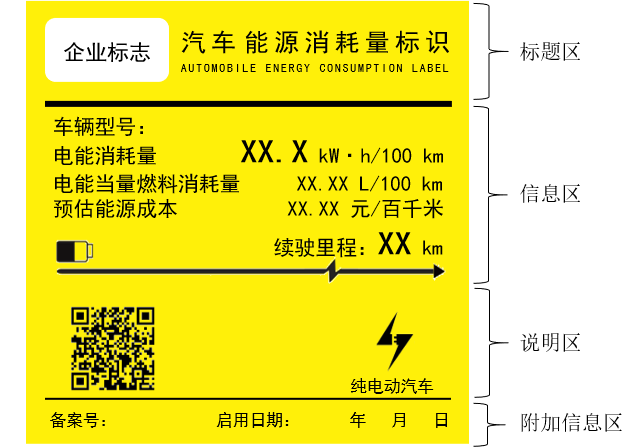 企业标志
汽车能源消耗量标识
AUTOMOBILE ENERGY CONSUMPTION LABEL
标题区
车辆型号：
电能消耗量 XX.X kW·h/100 km
电能当量燃料消耗量 XX.XX L/100 km
预估能源成本 XX.XX 元/百千米
续驶里程：XX km
信息区
纯电动汽车
说明区
备案号： 启用日期： 年 月 日
附加信息区